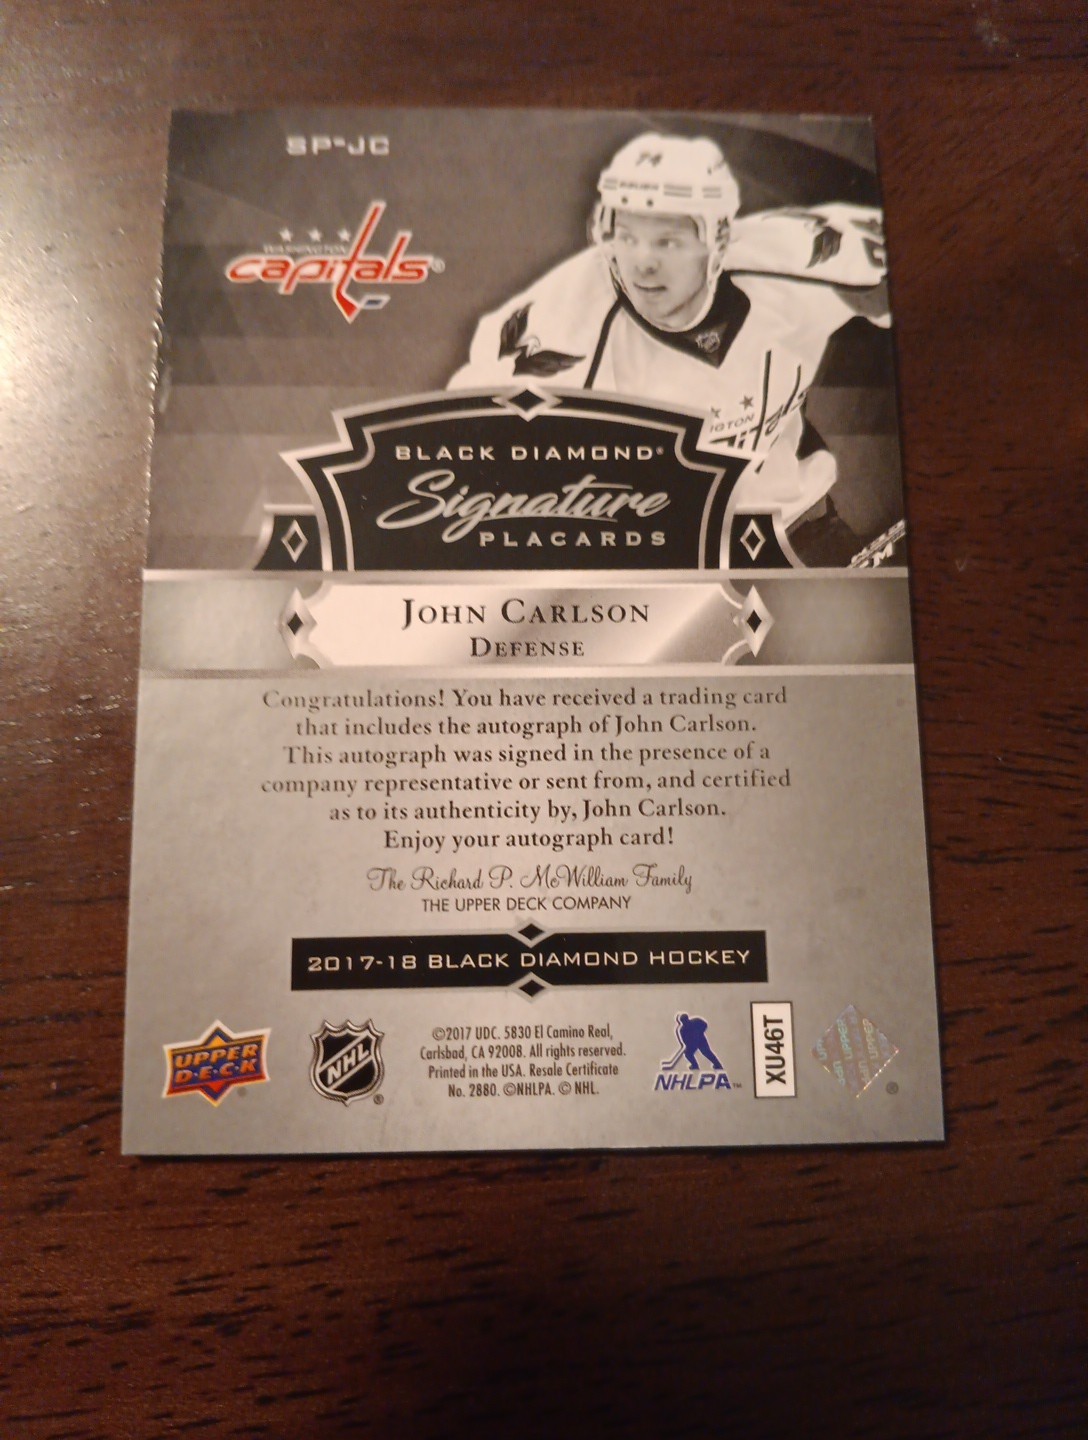 SP-JC
74
WASHINGTON
capitals®
BLACK DIAMOND®
Signature
PLACARDS
JOHN CARLSON
DEFENSE
Congratulations! You have received a trading card
that includes the autograph of John Carlson.
This autograph was signed in the presence of a
company representative or sent from, and certified
as to its authenticity by, John Carlson.
Enjoy your autograph card!
The Richard P. McWilliam Family
THE UPPER DECK COMPANY
2017-18 BLACK DIAMOND HOCKEY
UPPER
D·E·C·K
®
NHL
®
©2017 UDC. 5830 El Camino Real,
Carlsbad, CA 92008. All rights reserved.
Printed in the USA. Resale Certificate
No. 2880. ©NHLPA. © NHL.
NHLPA™
XU46T
UPPER
®